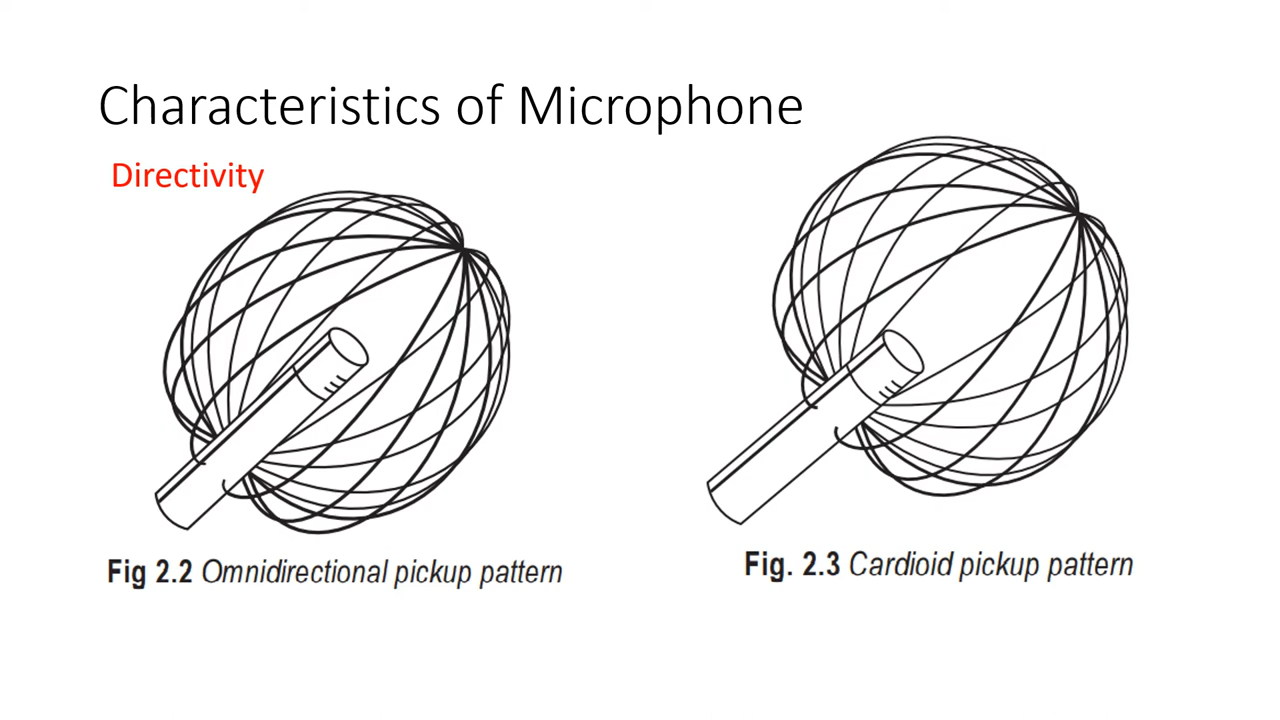 Characteristics of Microphone
Directivity
Fig 2.2 Omnidirectional pickup pattern
Fig. 2.3 Cardioid pickup pattern